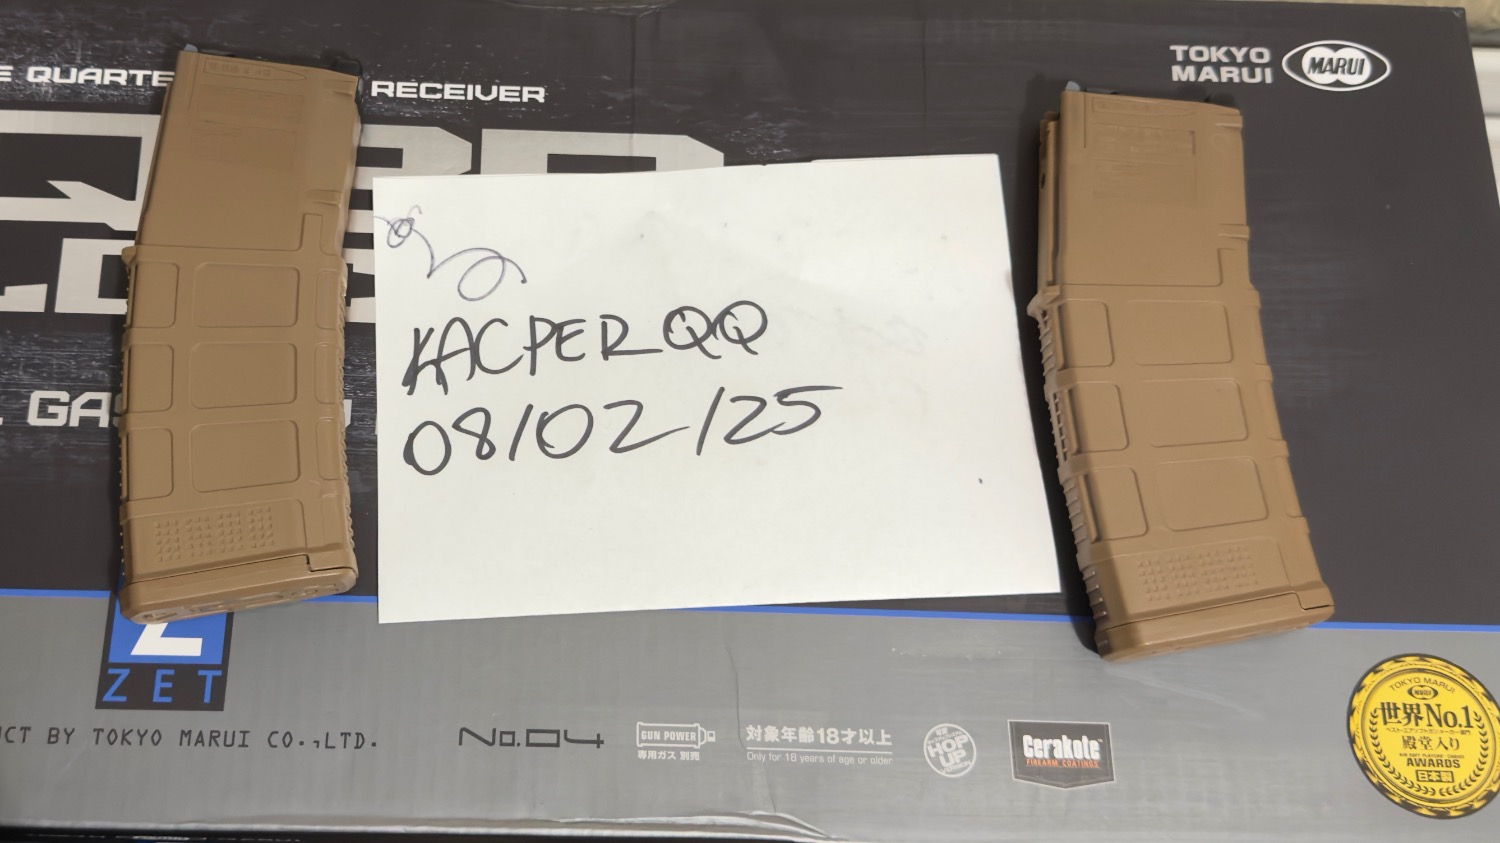 E QUARTE
RECEIVER
TOKYO
MARUI
MARUI
KACPERQQ
08/02/25
GA
Z
ZET
CT BY TOKYO MARUI CO.,LTD.
No.04
GUN POWER
専用ガス 別売
対象年齢18才以上
Only for 18 years of age or older
HOP
UP
Cerakote
FIREARM COATINGS
TOKYO MARUI
MARUI
世界No.1
殿堂入り
AWARDS
日本製